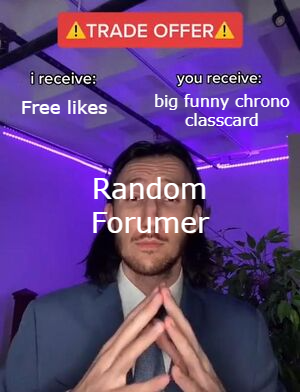 ⚠️TRADE OFFER⚠️
i receive:
you receive:
Free likes
big funny chrono
classcard
Random
Forumer